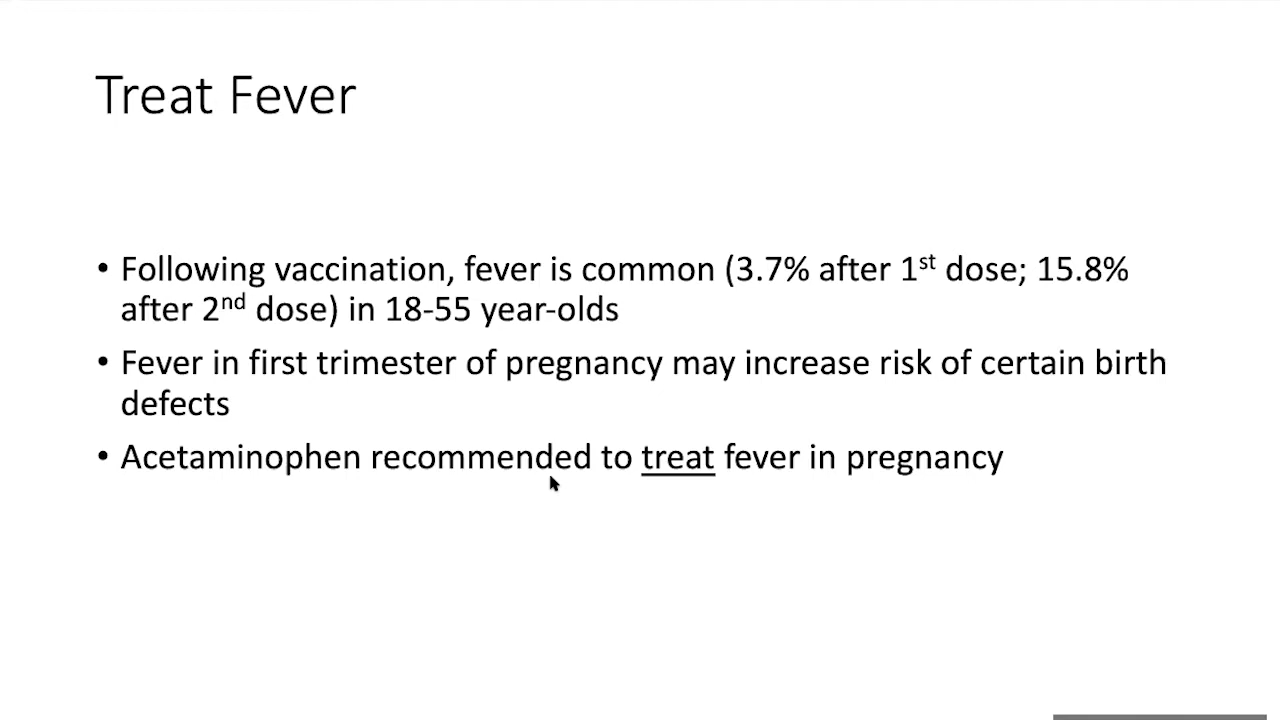 Treat Fever
• Following vaccination, fever is common (3.7% after 1st dose; 15.8%
after 2nd dose) in 18-55 year-olds
• Fever in first trimester of pregnancy may increase risk of certain birth
defects
• Acetaminophen recommended to treat fever in pregnancy